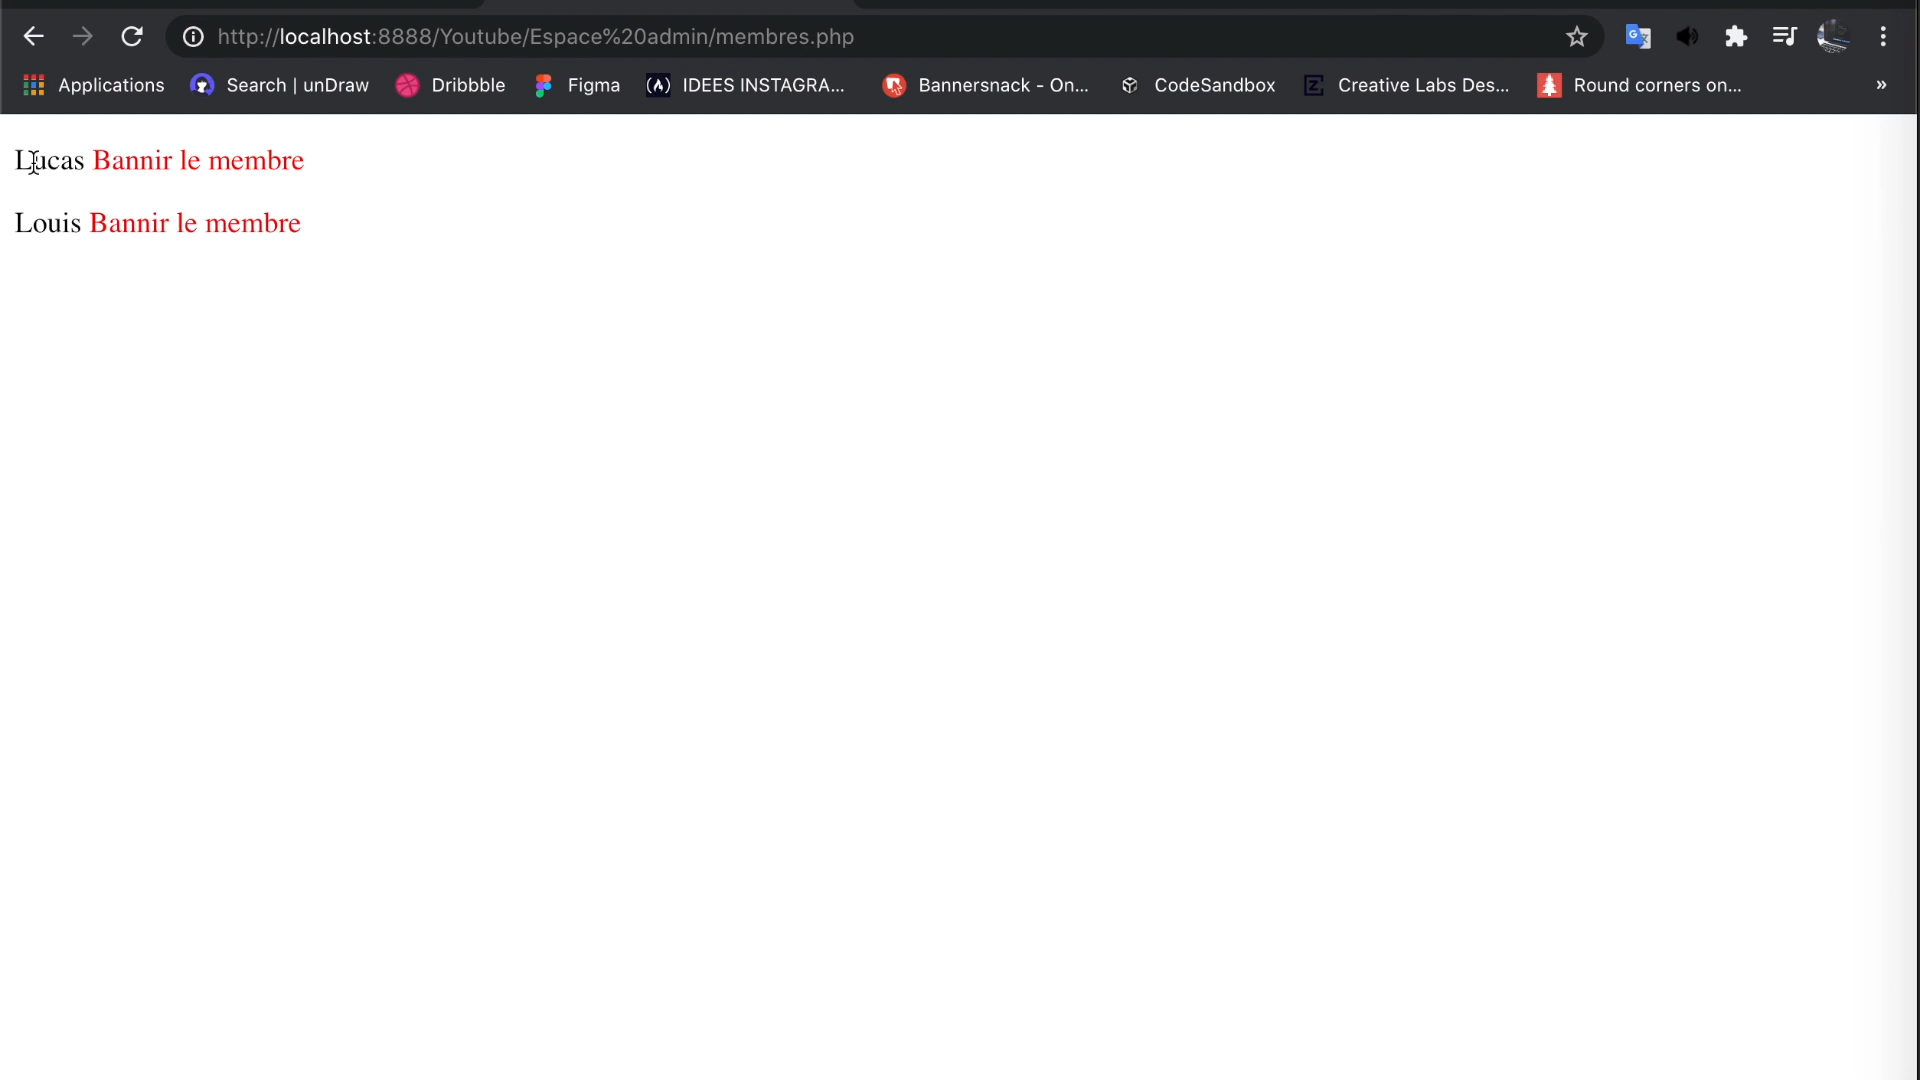 http://localhost:8888/Youtube/Espace%20admin/membres.php
Applications Search | unDraw Dribbble Figma IDEES INSTAGRA... Bannersnack - On... CodeSandbox Creative Labs Des... Round corners on... »
Lucas Bannir le membre
Louis Bannir le membre